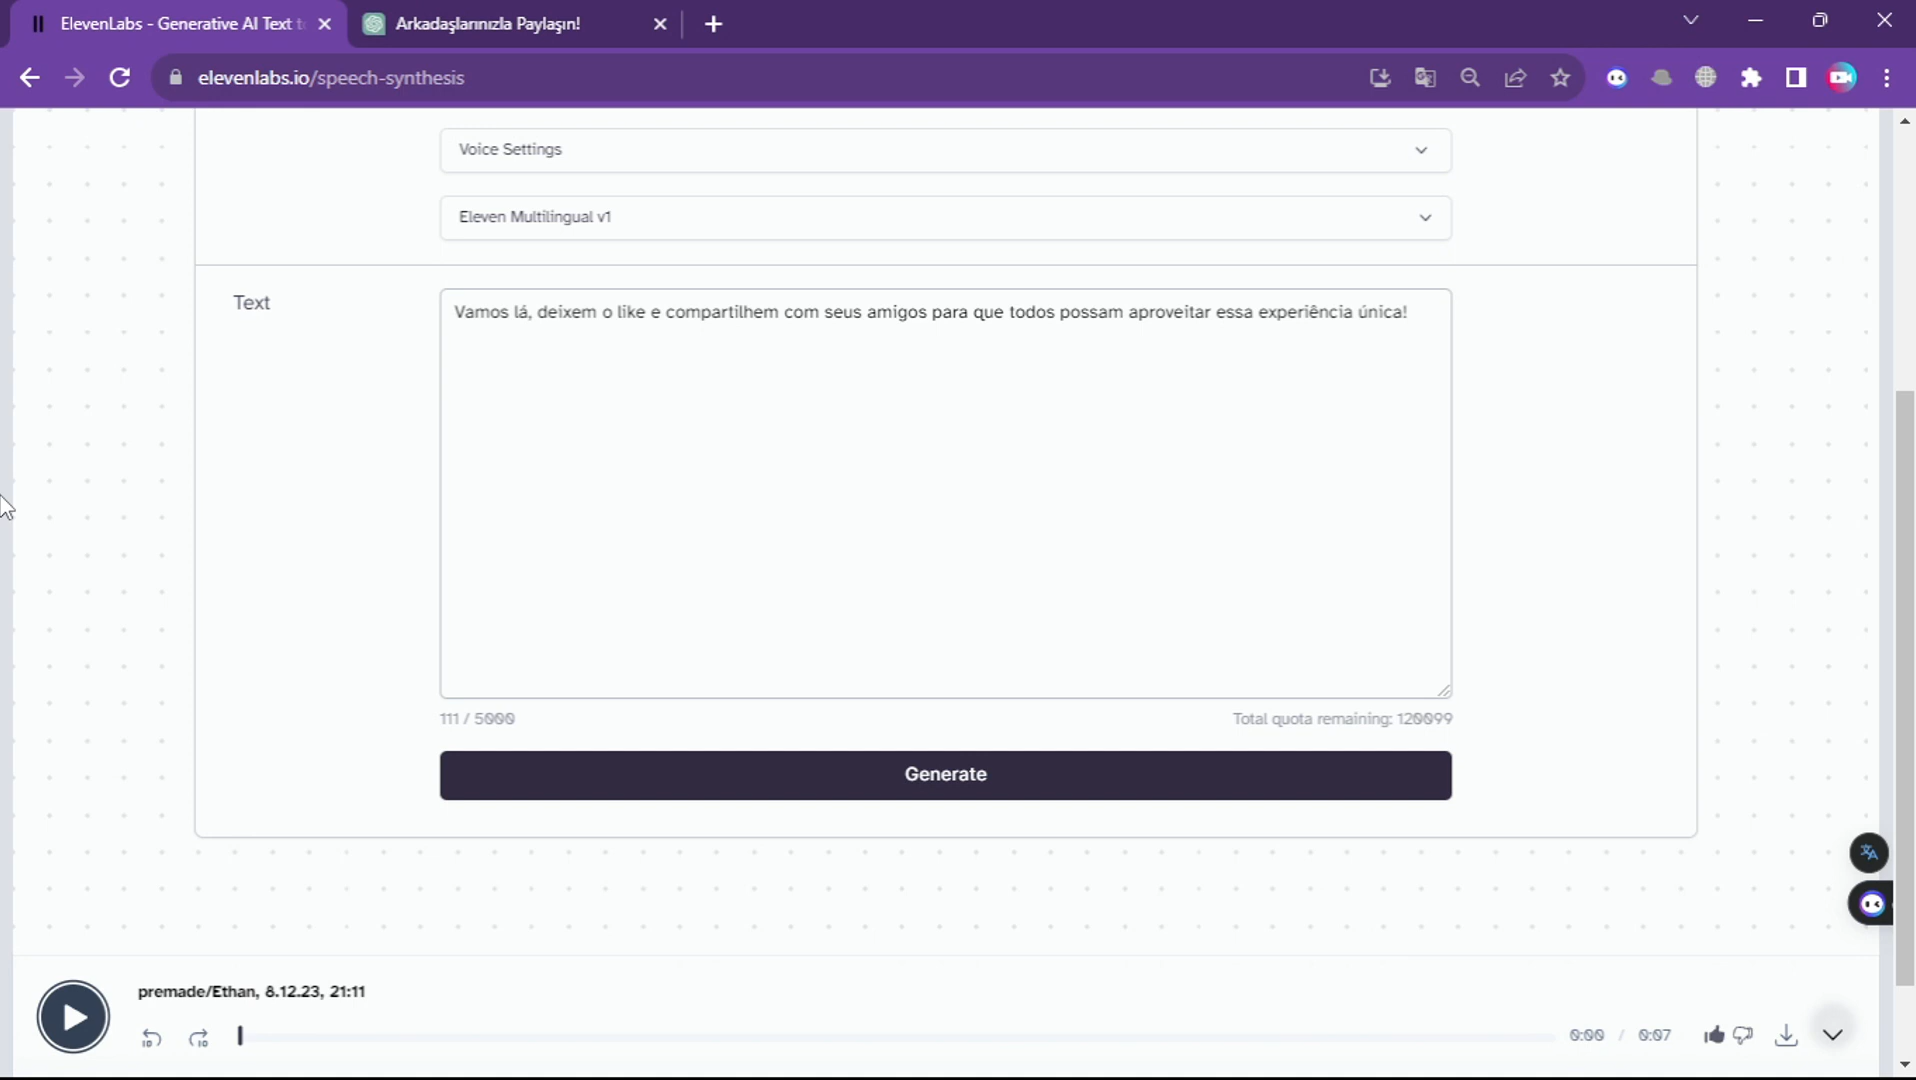 ElevenLabs - Generative AI Text t
Arkadaşlarınızla Paylaşın!
elevenlabs.io/speech-synthesis
Voice Settings
Eleven Multilingual v1
Text
Vamos lá, deixem o like e compartilhem com seus amigos para que todos possam aproveitar essa experiência única!
111 / 5000
Total quota remaining: 120099
Generate
premade/Ethan, 8.12.23, 21:11
10
10
0:00 / 0:07